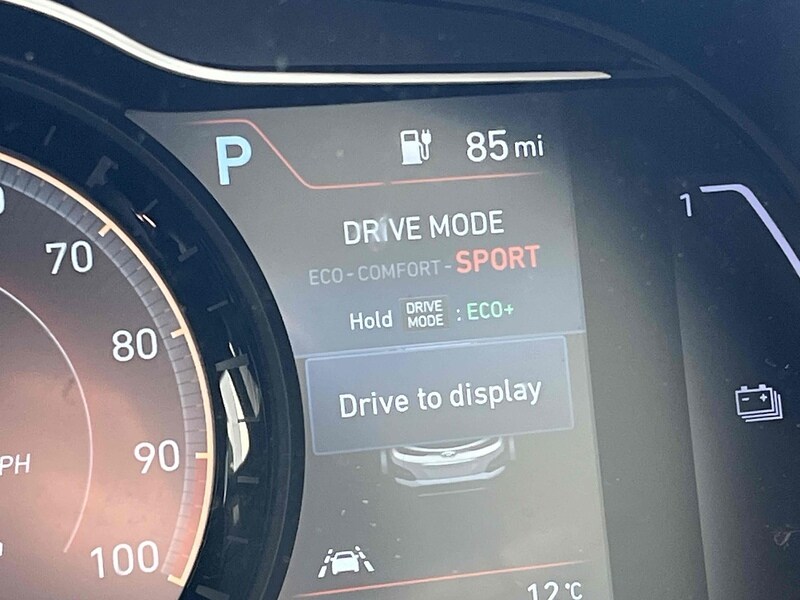 P
85 mi
DRIVE MODE
ECO - COMFORT - SPORT
Hold DRIVE MODE : ECO+
Drive to display
12°C
70
80
90
100
PH
1